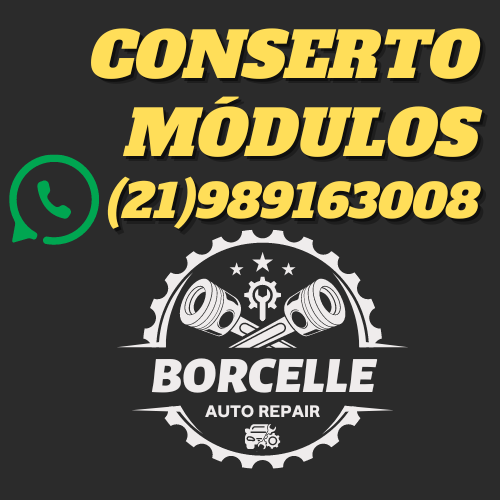 CONSERTO
MÓDULOS
(21)989163008
BORCELLE
AUTO REPAIR